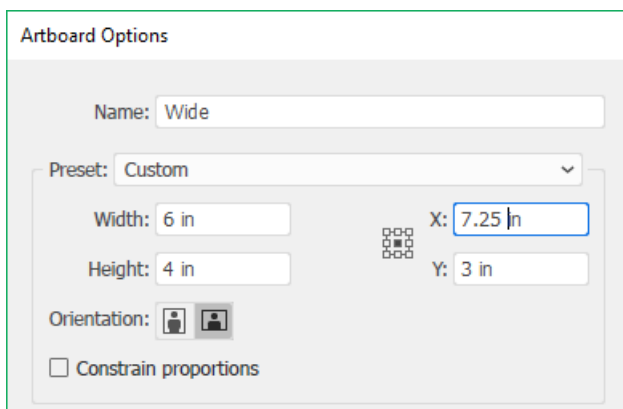 Artboard Options
Name: Wide
Preset: Custom
Width: 6 in X: 7.25 in
Height: 4 in Y: 3 in
Orientation:
Constrain proportions